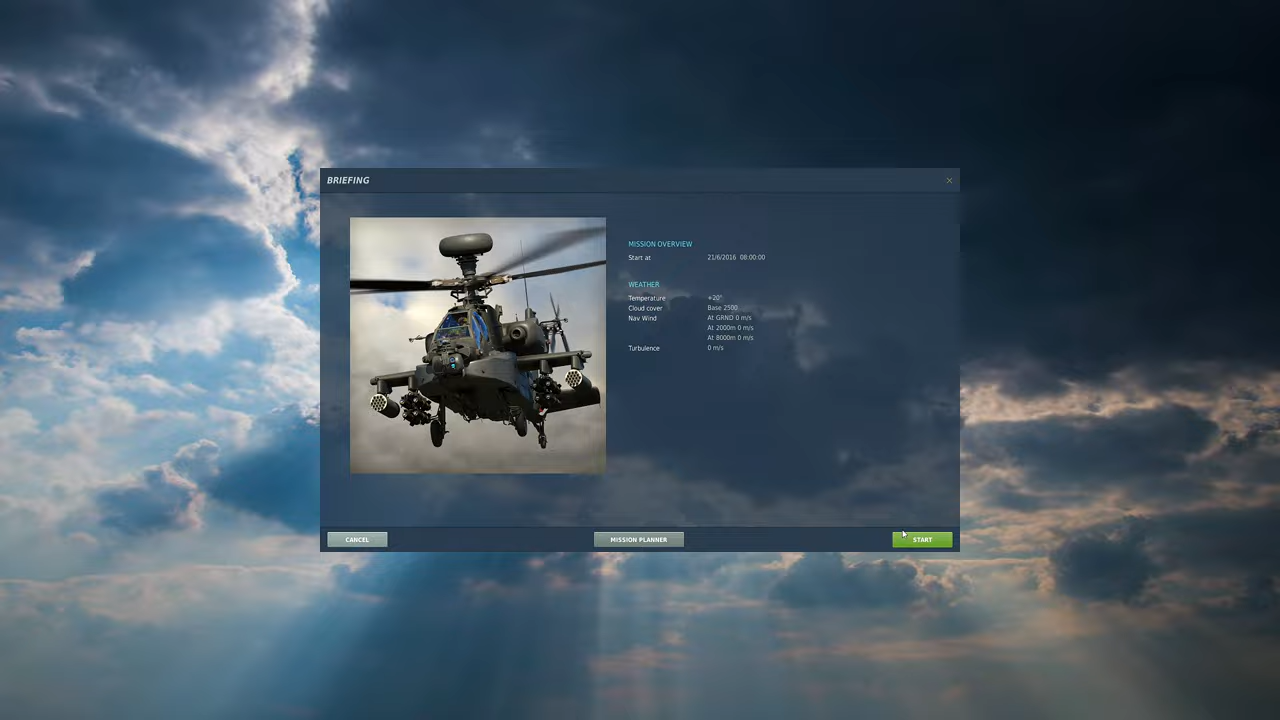 BRIEFING
MISSION OVERVIEW
Start at 21/6/2016 08:00:00
WEATHER
Temperature +20°
Cloud cover Base 2500
Nav Wind At GRND 0 m/s
At 2000m 0 m/s
At 8000m 0 m/s
Turbulence 0 m/s
CANCEL MISSION PLANNER START